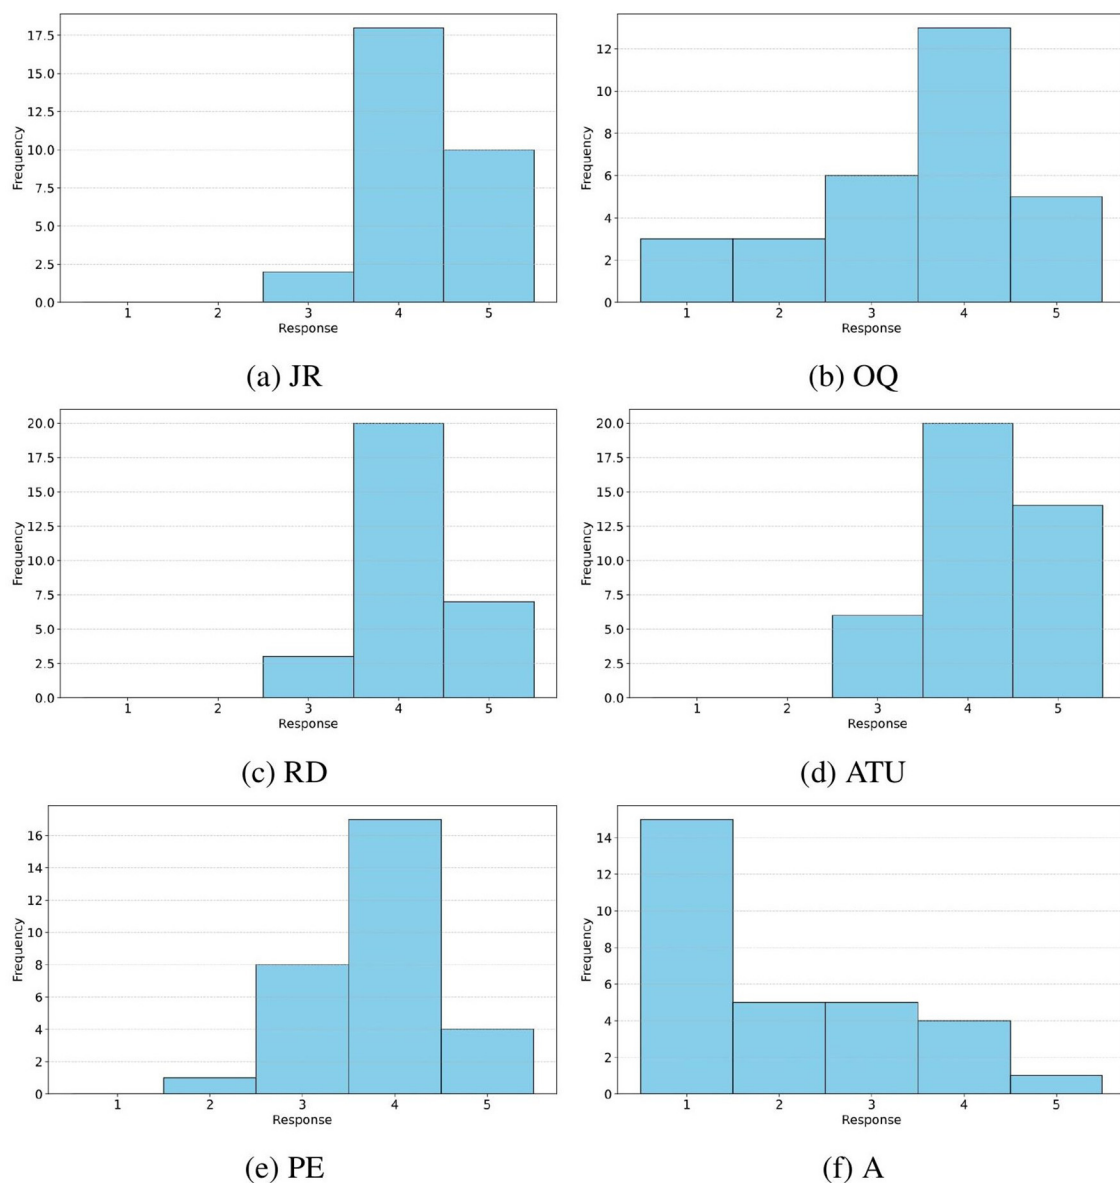 Frequency
17.5
15.0
12.5
10.0
7.5
5.0
2.5
0.0
1 2 3 4 5
Response
(a) JR
Frequency
12
10
8
6
4
2
0
1 2 3 4 5
Response
(b) OQ
Frequency
20.0
17.5
15.0
12.5
10.0
7.5
5.0
2.5
0.0
1 2 3 4 5
Response
(c) RD
Frequency
20.0
17.5
15.0
12.5
10.0
7.5
5.0
2.5
0.0
1 2 3 4 5
Response
(d) ATU
Frequency
16
14
12
10
8
6
4
2
0
1 2 3 4 5
Response
(e) PE
Frequency
14
12
10
8
6
4
2
0
1 2 3 4 5
Response
(f) A